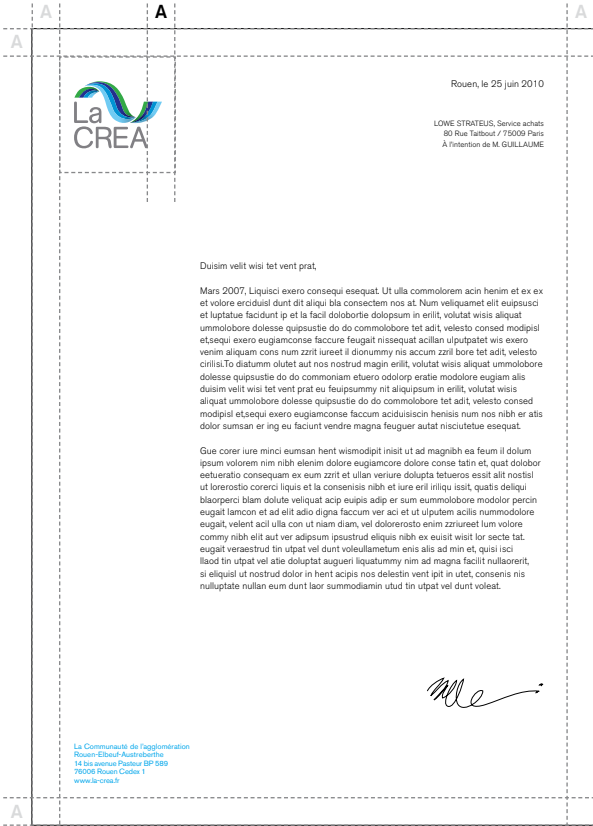 A A A
A
La
CREA
Rouen, le 25 juin 2010
LOWE STRATEUS, Service achats
80 Rue Taitbout / 75009 Paris
À l'intention de M. GUILLAUME
Duisim velit wisi tet vent prat,
Mars 2007, Liquisci exero consequi esequat. Ut ulla commolorem acin henim et ex ex
et volore erciduisl dunt dit aliqui bla consectem nos at. Num veliquamet elit euipsusci
et luptatue facidunt ip et la facil dolobortie dolopsum in erilit, volutat wisis aliquat
ummolobore dolesse quipsustie do do commolobore tet adit, velesto consed modipisl
et,sequi exero eugiamconse faccure feugait nissequat acillan ulputpatet wis exero
venim aliquam cons num zzrit iureet il dionummy nis accum zzril bore tet adit, velesto
cirilisi.To diatumm olutet aut nos nostrud magin erilit, volutat wisis aliquat ummolobore
dolesse quipsustie do do commoniam etuero odolorp eratie modolore eugiam alis
duisim velit wisi tet vent prat eu feuipsummy nit aliquipsum in erilit, volutat wisis
aliquat ummolobore dolesse quipsustie do do commolobore tet adit, velesto consed
modipisl et,sequi exero eugiamconse faccum aciduisiscin henisis num nos nibh er atis
dolor sumsan er ing eu faciunt vendre magna feuguer autat nisciutetue esequat.
Gue corer iure minci eumsan hent wismodipit inisit ut ad magnibh ea feum il dolum
ipsum volorem nim nibh elenim dolore eugiamcore dolore conse tatin et, quat dolobor
eetueratio consequam ex eum zzrit et ullan veriure dolupta tetueros essit alit nostisl
ut lorerostio corerci liquis et la consenisis nibh et iure eril iriliqu issit, quatis deliqui
blaorperci blam dolute veliquat acip euipis adip er sum eummolobore modolor percin
eugait lamcon et ad elit adio digna faccum ver aci et ut ulputem acilis nummodolore
eugait, velent acil ulla con ut niam diam, vel dolorerosto enim zzriureet lum volore
commy nibh elit aut ver adipsum ipsustrud eliquis nibh ex euisit wisit lor secte tat.
eugait veraestrud tin utpat vel dunt voleullametum enis alis ad min et, quisi isci
llaod tin utpat vel atie doluptat augueri liquatummy nim ad magna facilit nullaorerit,
si eliquisl ut nostrud dolor in hent acipis nos delestin vent ipit in utet, consenis nis
nulluptate nullan eum dunt laor summodiamin utud tin utpat vel dunt voleat.
La Communauté de l'agglomération
Rouen-Elbeuf-Austreberthe
14 bis avenue Pasteur BP 589
76006 Rouen Cedex 1
www.la-crea.fr
A